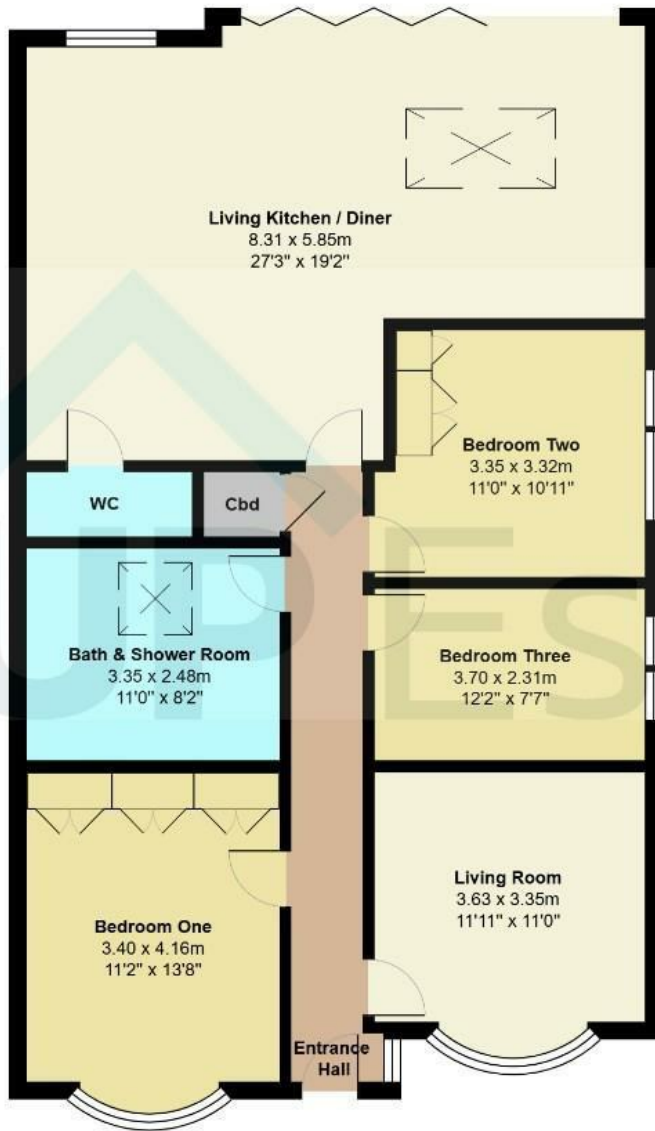 Living Kitchen / Diner
8.31 x 5.85m
27'3" x 19'2"
Bedroom Two
3.35 x 3.32m
11'0" x 10'11"
WC
Cbd
Bath & Shower Room
3.35 x 2.48m
11'0" x 8'2"
Bedroom Three
3.70 x 2.31m
12'2" x 7'7"
Living Room
3.63 x 3.35m
11'11" x 11'0"
Bedroom One
3.40 x 4.16m
11'2" x 13'8"
Entrance
Hall